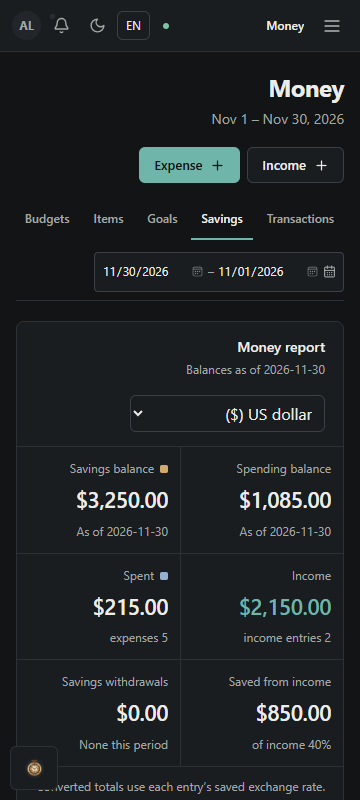 AL EN Money
Money
Nov 1 – Nov 30, 2026
Expense + Income +
Budgets Items Goals Savings Transactions
11/30/2026 – 11/01/2026
Money report
Balances as of 2026-11-30
($) US dollar
Savings balance Spending balance
$3,250.00 $1,085.00
As of 2026-11-30 As of 2026-11-30
Spent Income
$215.00 $2,150.00
expenses 5 income entries 2
Savings withdrawals Saved from income
$0.00 $850.00
None this period of income 40%
totals use each entry's saved exchange rate.